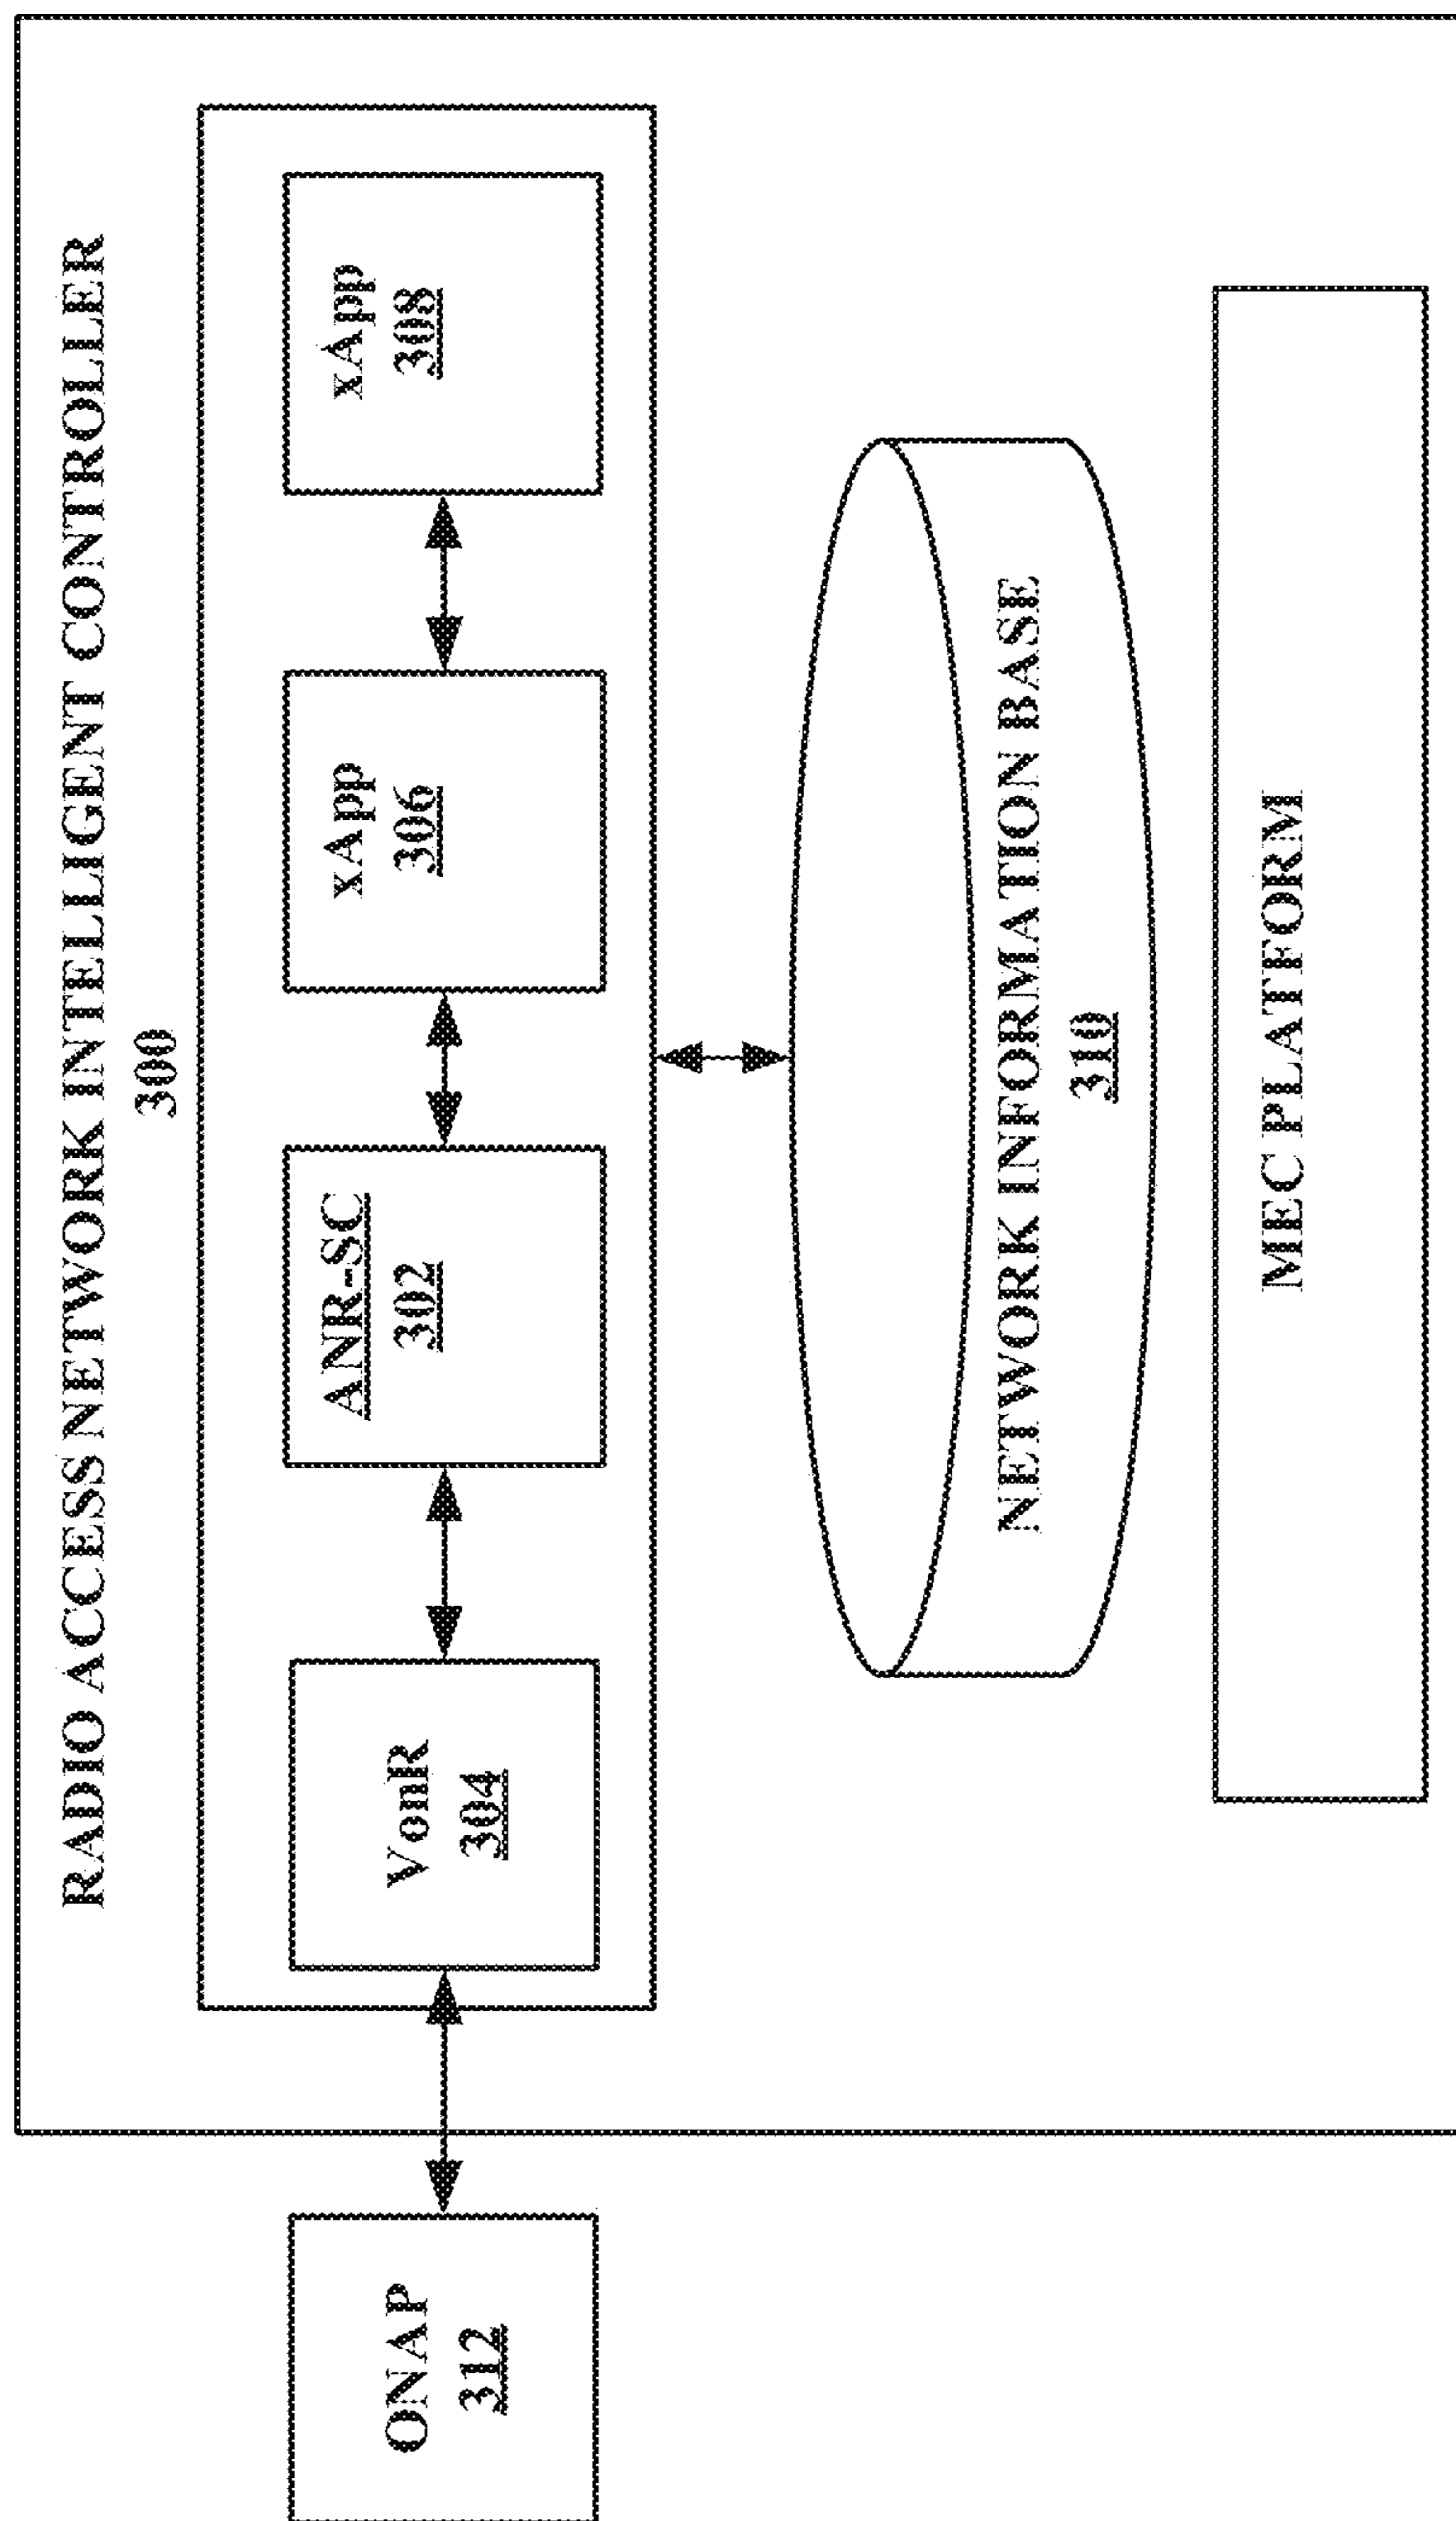 RADIO ACCESS NETWORK INTELLIGENT CONTROLLER
300
ONAP
312
VonR
304
ANR-SC
302
xApp
306
xApp
308
NETWORK INFORMATION BASE
310
MEC PLATFORM